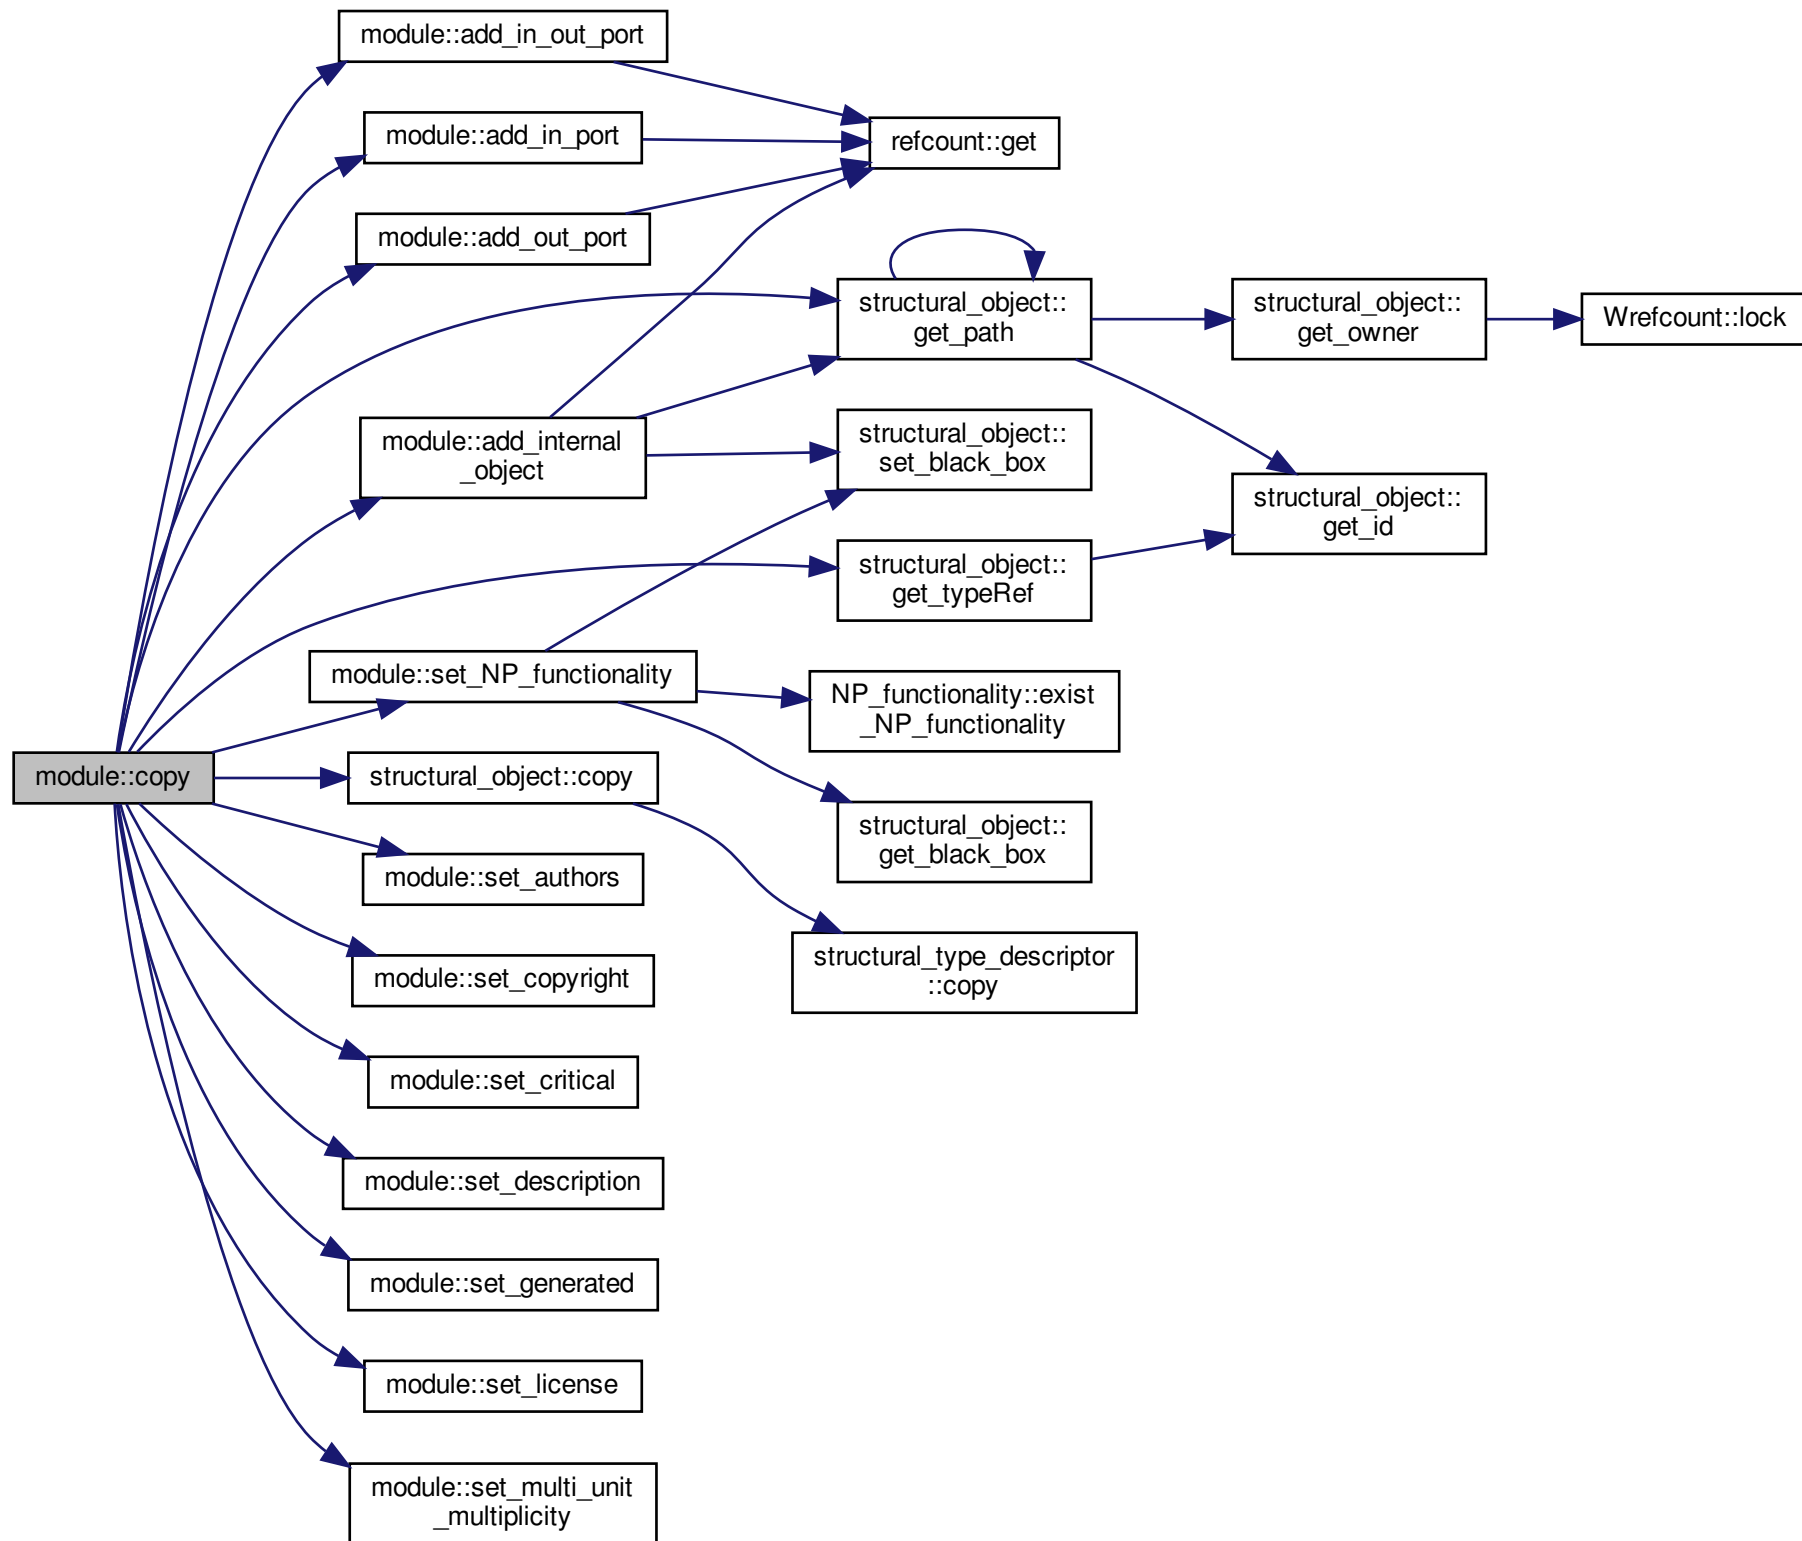 module::add_in_out_port
module::add_in_port
refcount::get
module::add_out_port
structural_object::
get_path
structural_object::
get_owner
Wrefcount::lock
module::add_internal
_object
structural_object::
set_black_box
structural_object::
get_id
structural_object::
get_typeRef
module::set_NP_functionality
NP_functionality::exist
_NP_functionality
module::copy
structural_object::copy
structural_object::
get_black_box
module::set_authors
structural_type_descriptor
::copy
module::set_copyright
module::set_critical
module::set_description
module::set_generated
module::set_license
module::set_multi_unit
_multiplicity